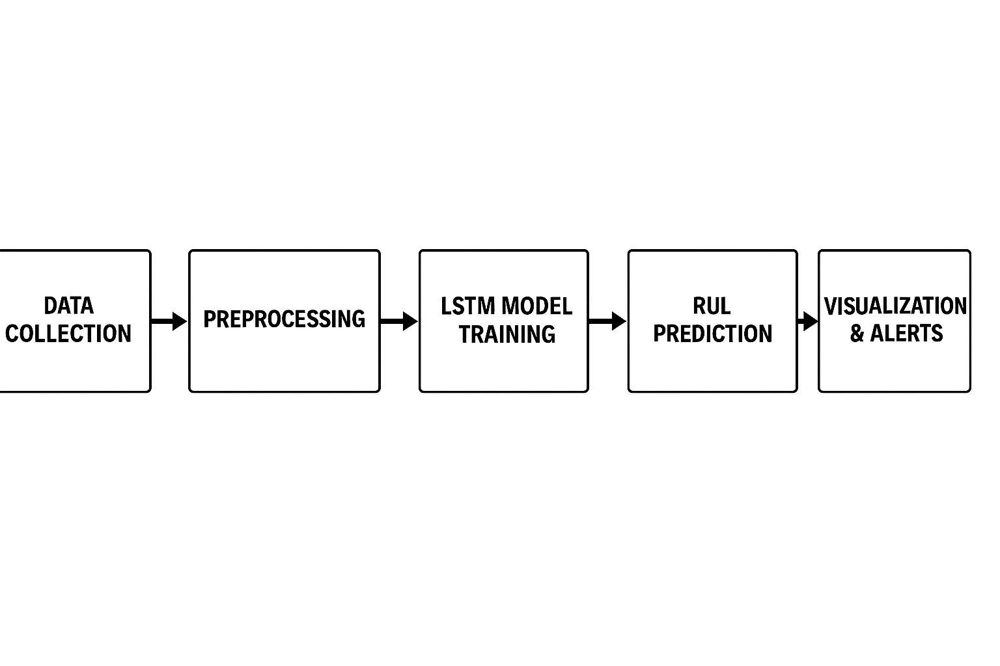 DATA
COLLECTION
PREPROCESSING
LSTM MODEL
TRAINING
RUL
PREDICTION
VISUALIZATION
& ALERTS